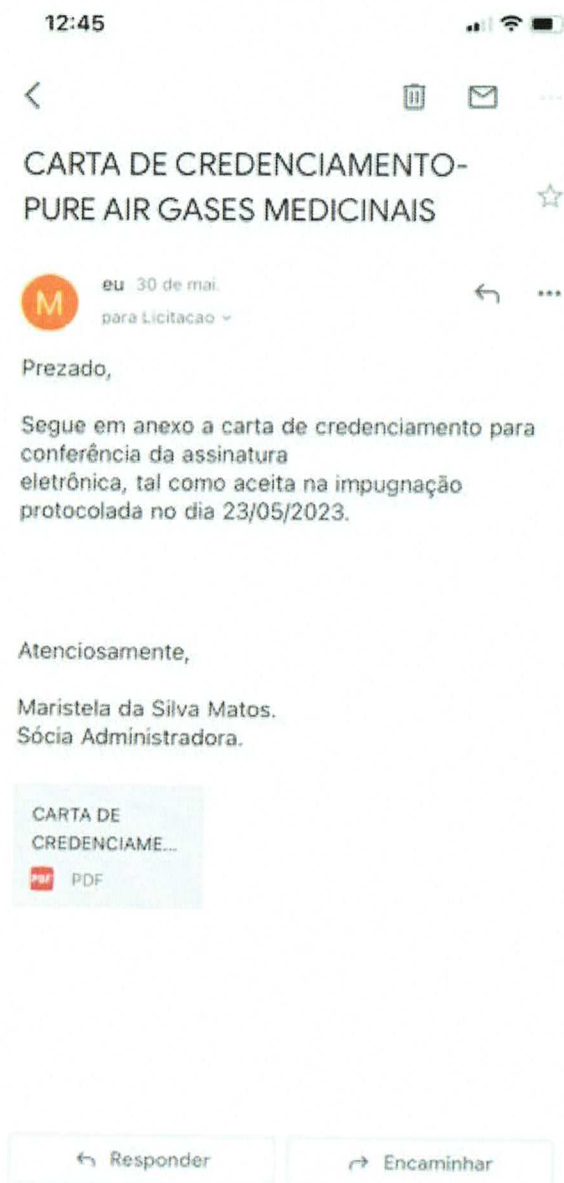 12:45
CARTA DE CREDENCIAMENTO-
PURE AIR GASES MEDICINAIS
M
eu 30 de mai.
para Licitacao
Prezado,
Segue em anexo a carta de credenciamento para
conferência da assinatura
eletrônica, tal como aceita na impugnação
protocolada no dia 23/05/2023.
Atenciosamente,
Maristela da Silva Matos.
Sócia Administradora.
CARTA DE
CREDENCIAME...
PDF PDF
Responder
Encaminhar